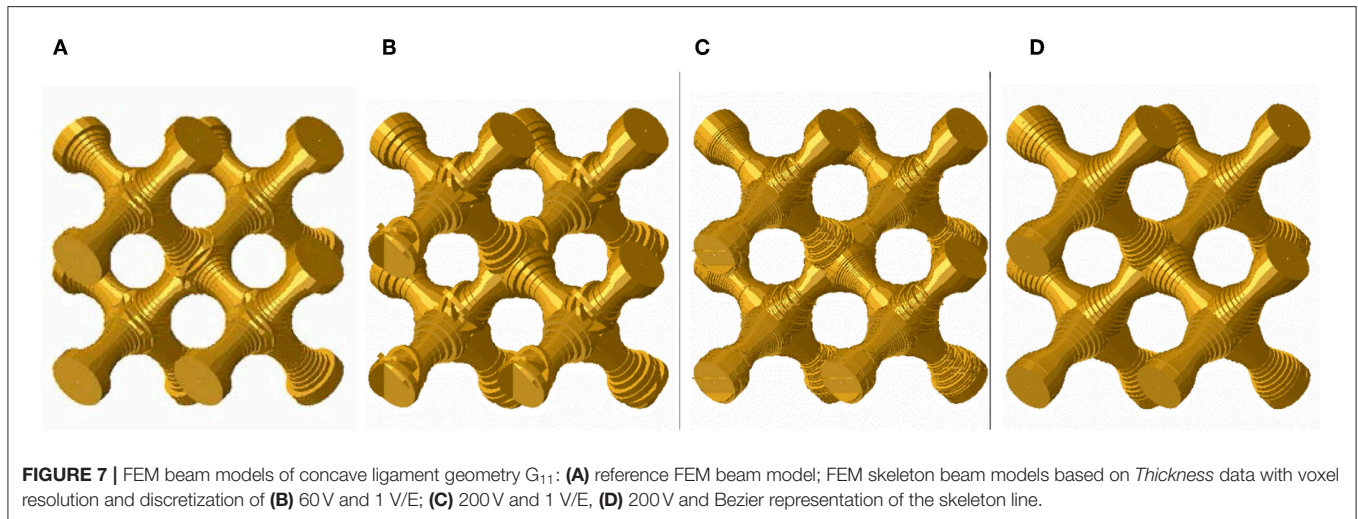 A B C D
FIGURE 7 | FEM beam models of concave ligament geometry G₁₁: (A) reference FEM beam model; FEM skeleton beam models based on Thickness data with voxel
resolution and discretization of (B) 60 V and 1 V/E; (C) 200 V and 1 V/E, (D) 200 V and Bezier representation of the skeleton line.